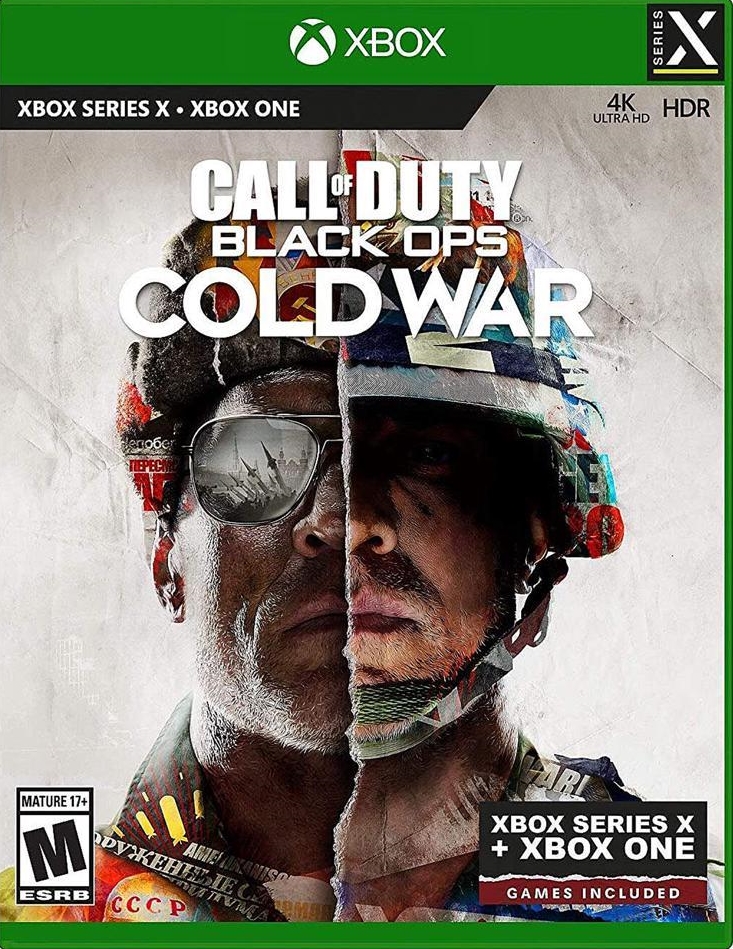 XBOX
SERIES X
XBOX SERIES X • XBOX ONE
4K
ULTRA HD
HDR
CALL OF DUTY
BLACK OPS
COLD WAR
MATURE 17+
M
ESRB
СССР
XBOX SERIES X
+ XBOX ONE
GAMES INCLUDED